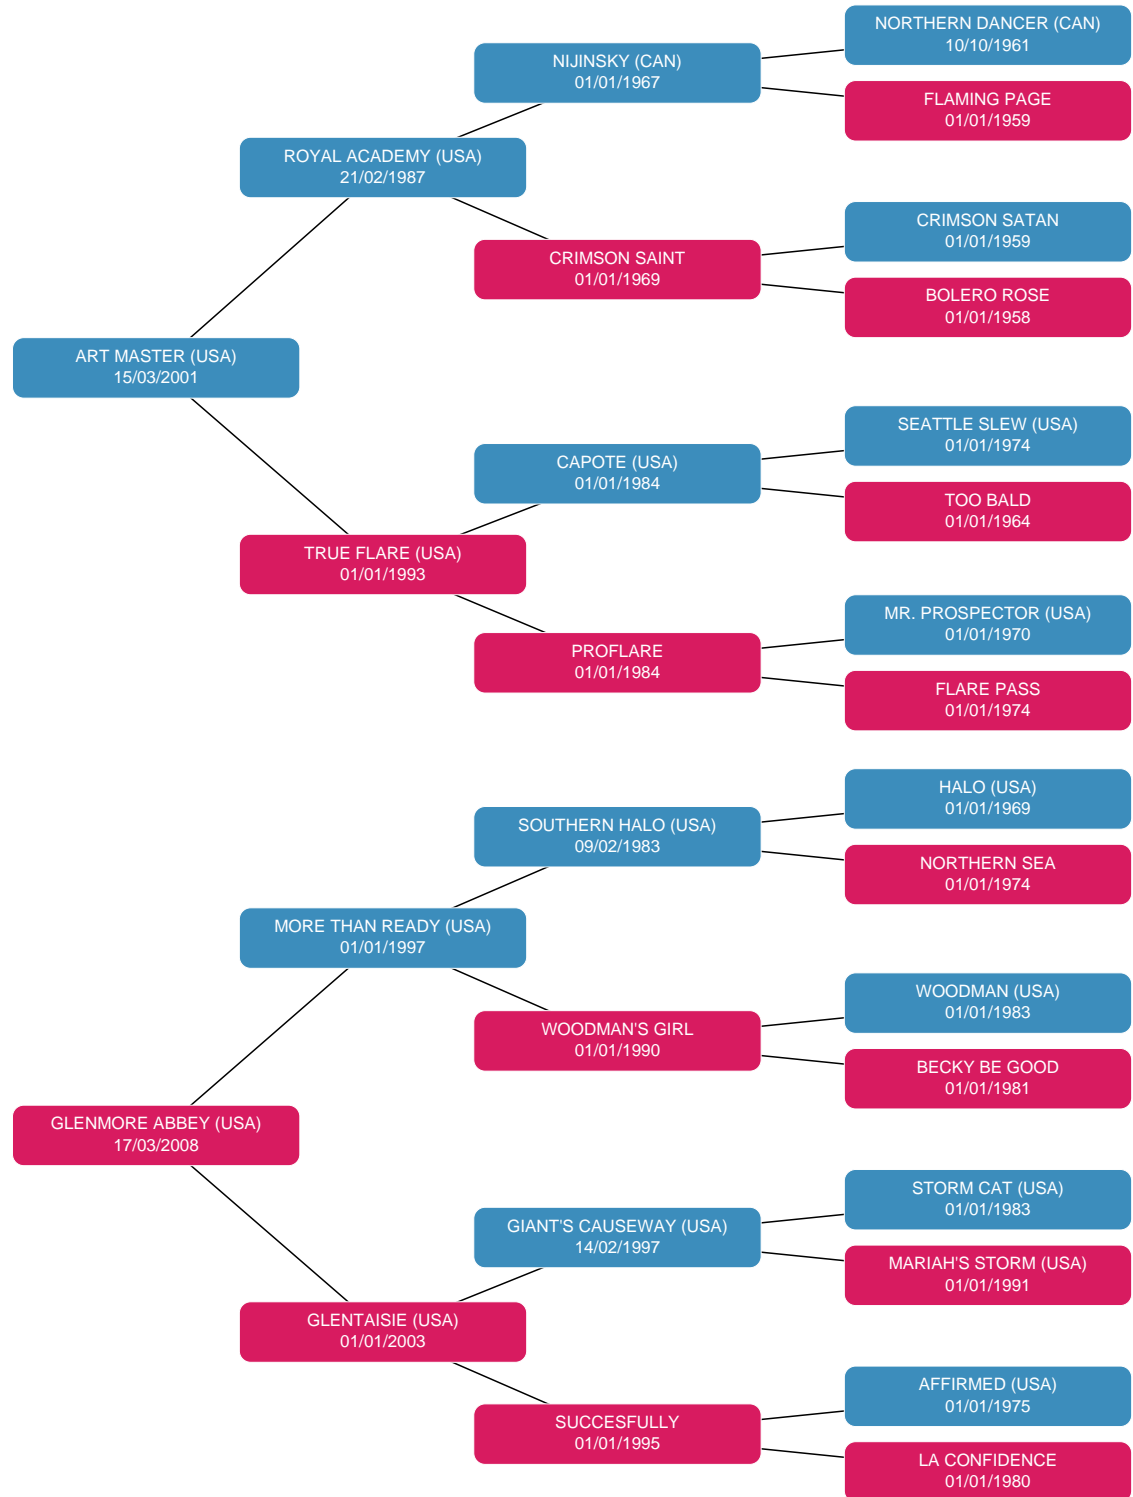 NORTHERN DANCER (CAN)
10/10/1961
NIJINSKY (CAN)
01/01/1967
FLAMING PAGE
01/01/1959
ROYAL ACADEMY (USA)
21/02/1987
CRIMSON SATAN
01/01/1959
CRIMSON SAINT
01/01/1969
BOLERO ROSE
01/01/1958
ART MASTER (USA)
15/03/2001
SEATTLE SLEW (USA)
01/01/1974
CAPOTE (USA)
01/01/1984
TOO BALD
01/01/1964
TRUE FLARE (USA)
01/01/1993
MR. PROSPECTOR (USA)
01/01/1970
PROFLARE
01/01/1984
FLARE PASS
01/01/1974
HALO (USA)
01/01/1969
SOUTHERN HALO (USA)
09/02/1983
NORTHERN SEA
01/01/1974
MORE THAN READY (USA)
01/01/1997
WOODMAN (USA)
01/01/1983
WOODMAN'S GIRL
01/01/1990
BECKY BE GOOD
01/01/1981
GLENMORE ABBEY (USA)
17/03/2008
STORM CAT (USA)
01/01/1983
GIANT'S CAUSEWAY (USA)
14/02/1997
MARIAH'S STORM (USA)
01/01/1991
GLENTAISIE (USA)
01/01/2003
AFFIRMED (USA)
01/01/1975
SUCCESFULLY
01/01/1995
LA CONFIDENCE
01/01/1980